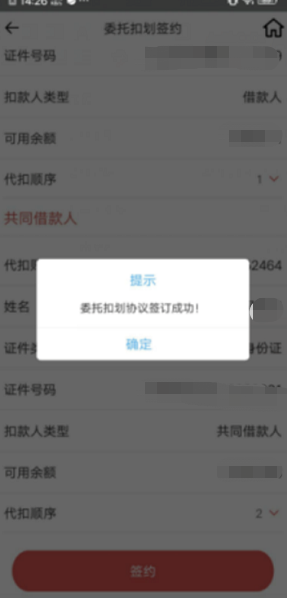 14:26
委托扣划签约
证件号码
扣款人类型 借款人
可用余额
代扣顺序 1
共同借款人
代扣 2464
提示
姓名 委托扣划协议签订成功！
确定
证件 身份证
证件号码
扣款人类型 共同借款人
可用余额
代扣顺序 2
签约